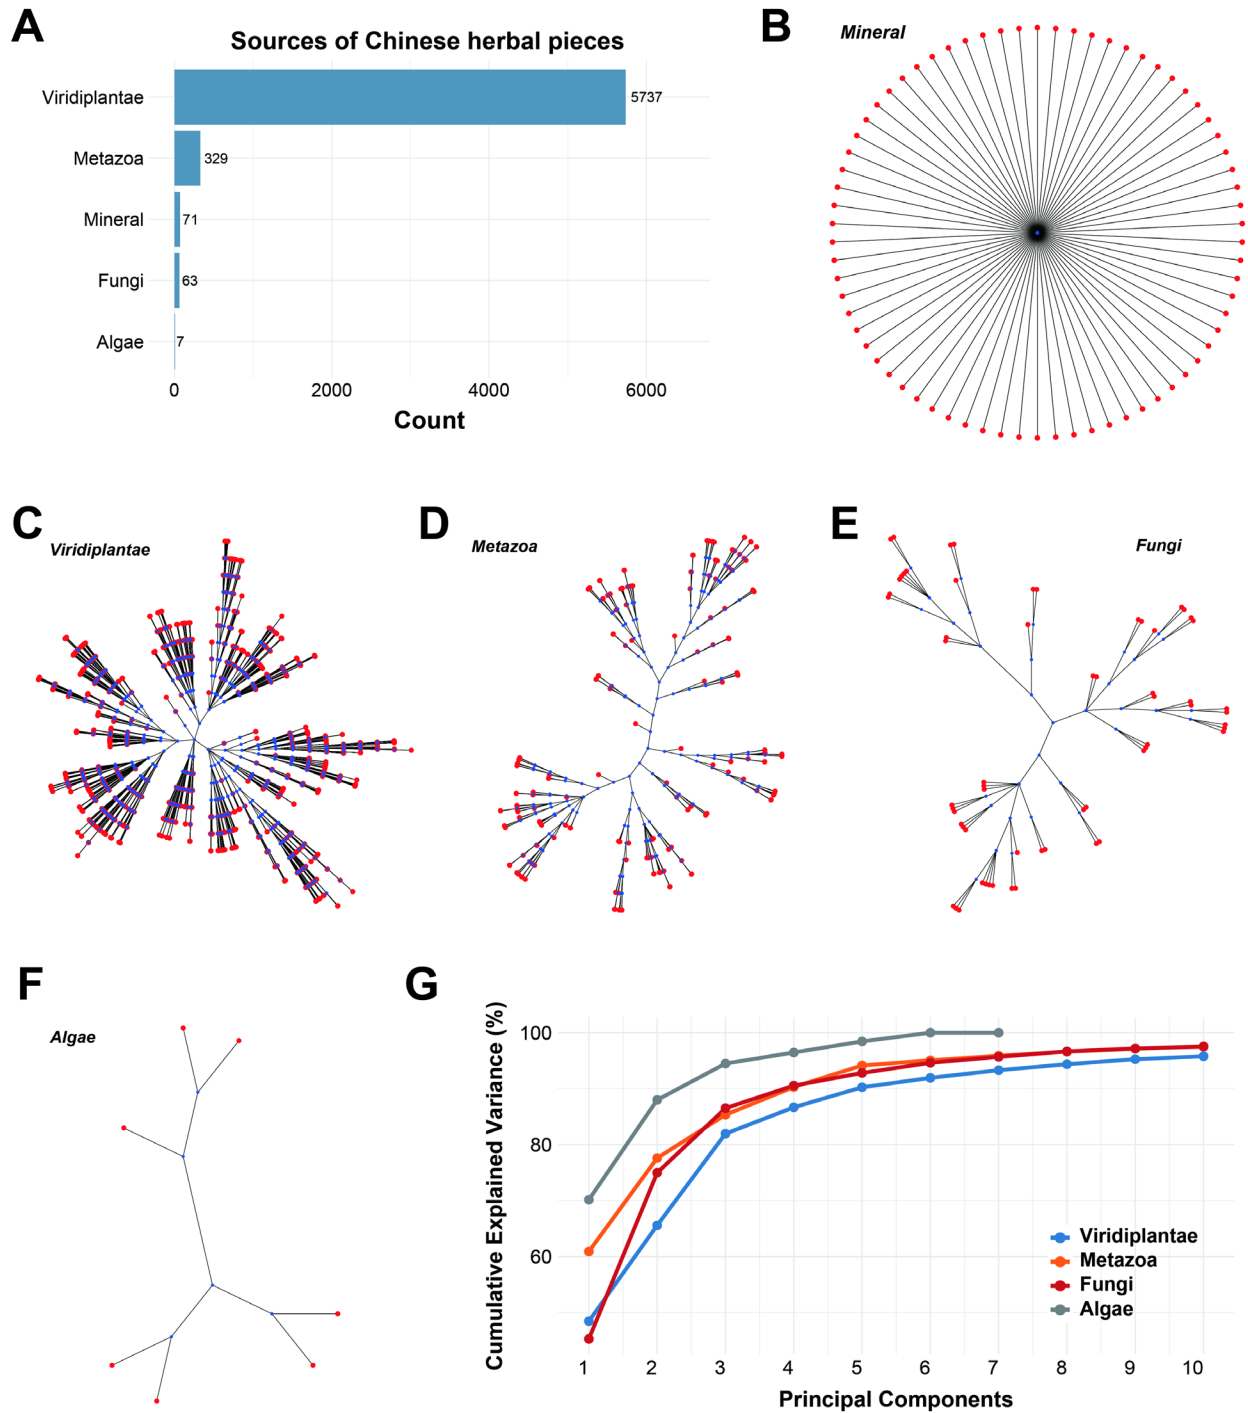 A
Sources of Chinese herbal pieces
Viridiplantae
5737
Metazoa
329
Mineral
71
Fungi
63
Algae
7
0 2000 4000 6000
Count
B
Mineral
C
Viridiplantae
D
Metazoa
E
Fungi
F
Algae
G
Cumulative Explained Variance (%)
100
80
60
Viridiplantae
Metazoa
Fungi
Algae
1 2 3 4 5 6 7 8 9 10
Principal Components